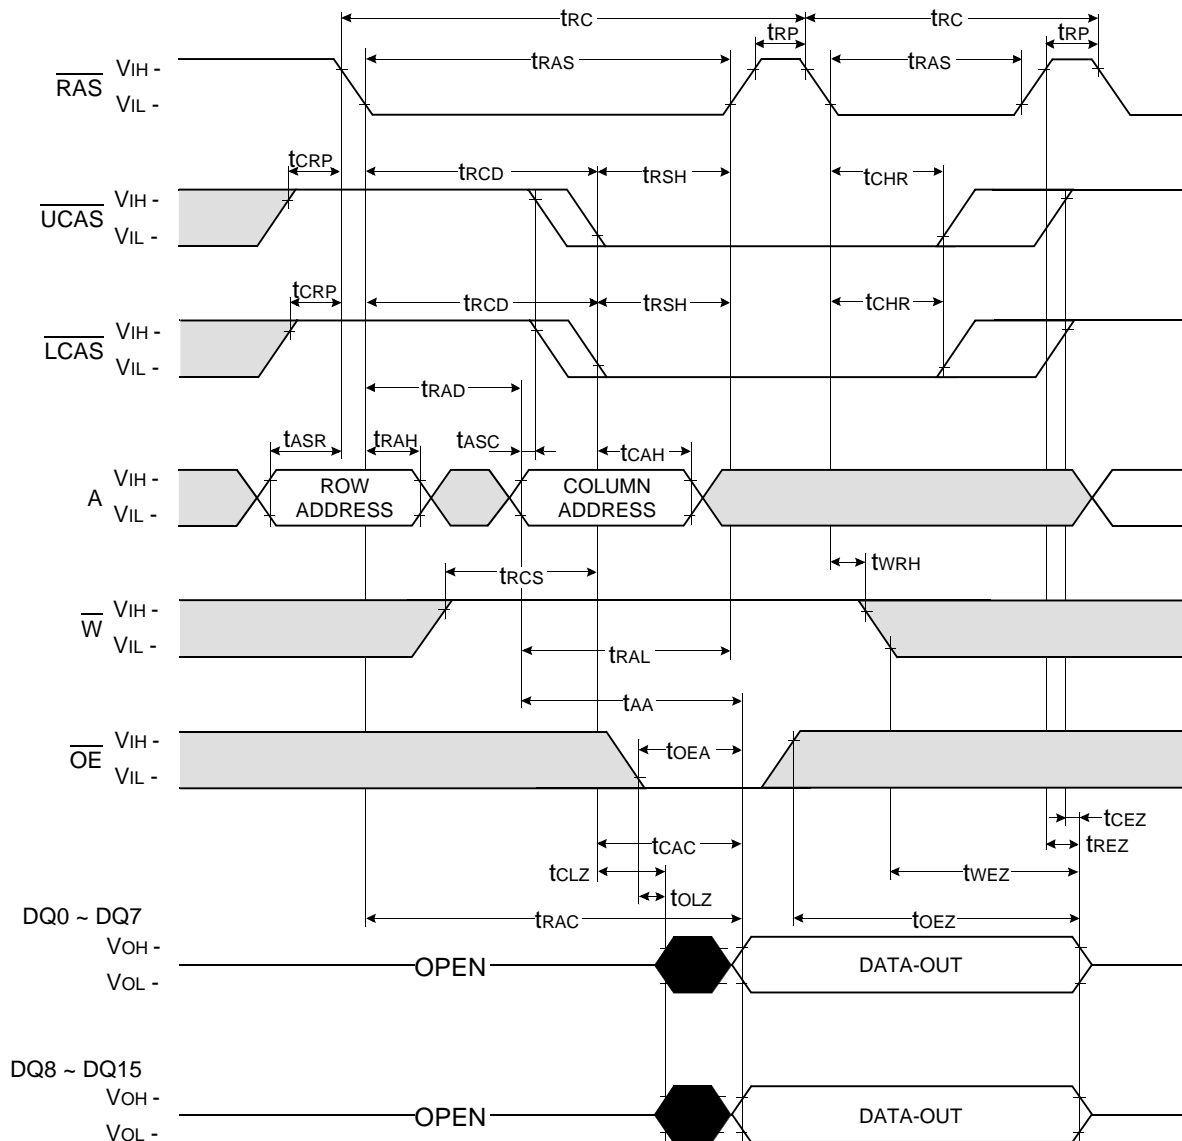 tRC tRC
tRP tRP
tRAS tRAS
RAS
VIH -
VIL -
tCRP tRCD tRSH tCHR
UCAS
VIH -
VIL -
tCRP tRCD tRSH tCHR
LCAS
VIH -
VIL -
tRAD
tASR tRAH tASC tCAH
A
VIH -
VIL -
ROW
ADDRESS
COLUMN
ADDRESS
tRCS tWRH
W
VIH -
VIL -
tRAL
tAA
OE
VIH -
VIL -
tOEA
tCEZ
tCAC tREZ
tCLZ tWEZ
tOLZ
DQ0 ~ DQ7
tRAC tOEZ
VOH -
VOL -
OPEN DATA-OUT
DQ8 ~ DQ15
VOH -
VOL -
OPEN DATA-OUT